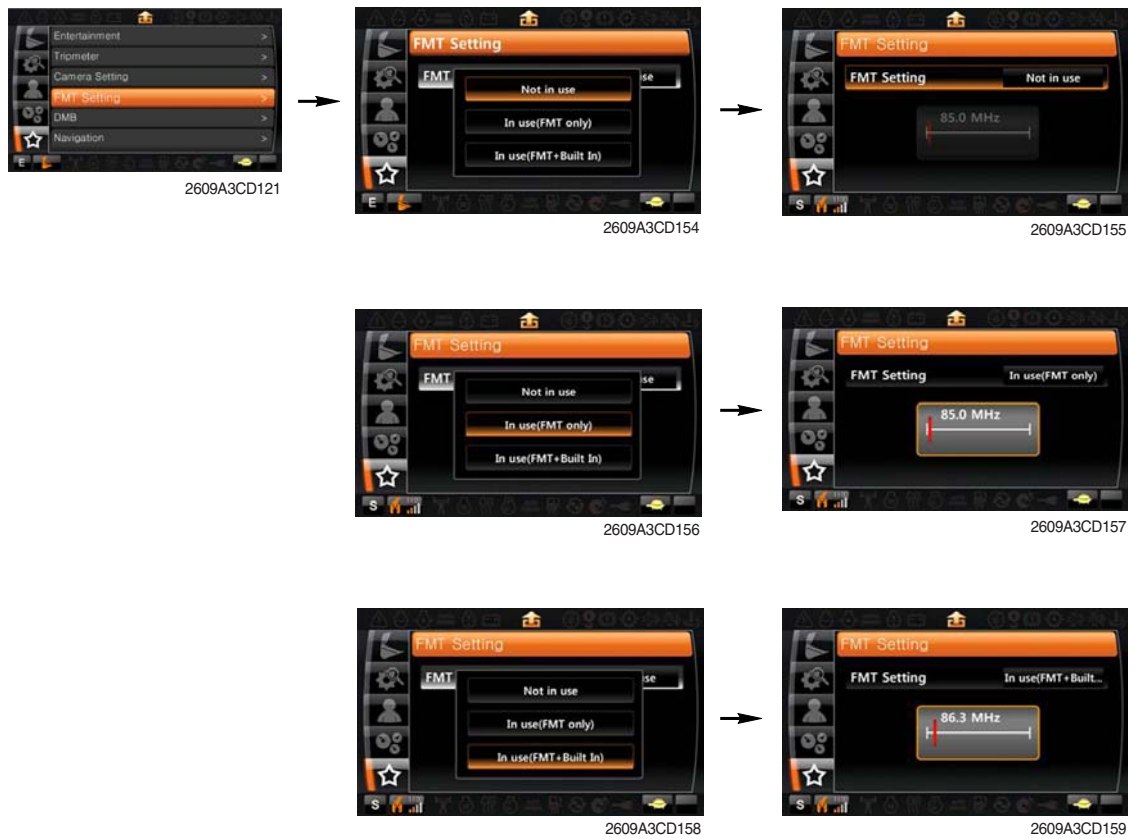 Entertainment >
Tripmeter >
Camera Setting >
FMT Setting >
DMB >
Navigation >
E
2609A3CD121
FMT Setting
FMT use
Not in use
In use(FMT only)
In use(FMT+Built In)
E
2609A3CD154
FMT Setting
FMT Setting Not in use
85.0 MHz
S
2609A3CD155
FMT Setting
FMT use
Not in use
In use(FMT only)
In use(FMT+Built In)
S
2609A3CD156
FMT Setting
FMT Setting In use(FMT only)
85.0 MHz
S
2609A3CD157
FMT Setting
FMT use
Not in use
In use(FMT only)
In use(FMT+Built In)
S
2609A3CD158
FMT Setting
FMT Setting In use(FMT+Built...
86.3 MHz
S
2609A3CD159